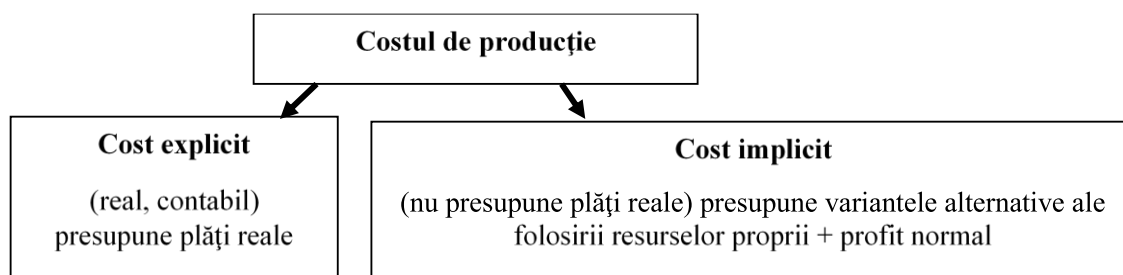 Costul de producţie
Cost explicit
(real, contabil)
presupune plăţi reale
Cost implicit
(nu presupune plăţi reale) presupune variantele alternative ale
folosirii resurselor proprii + profit normal